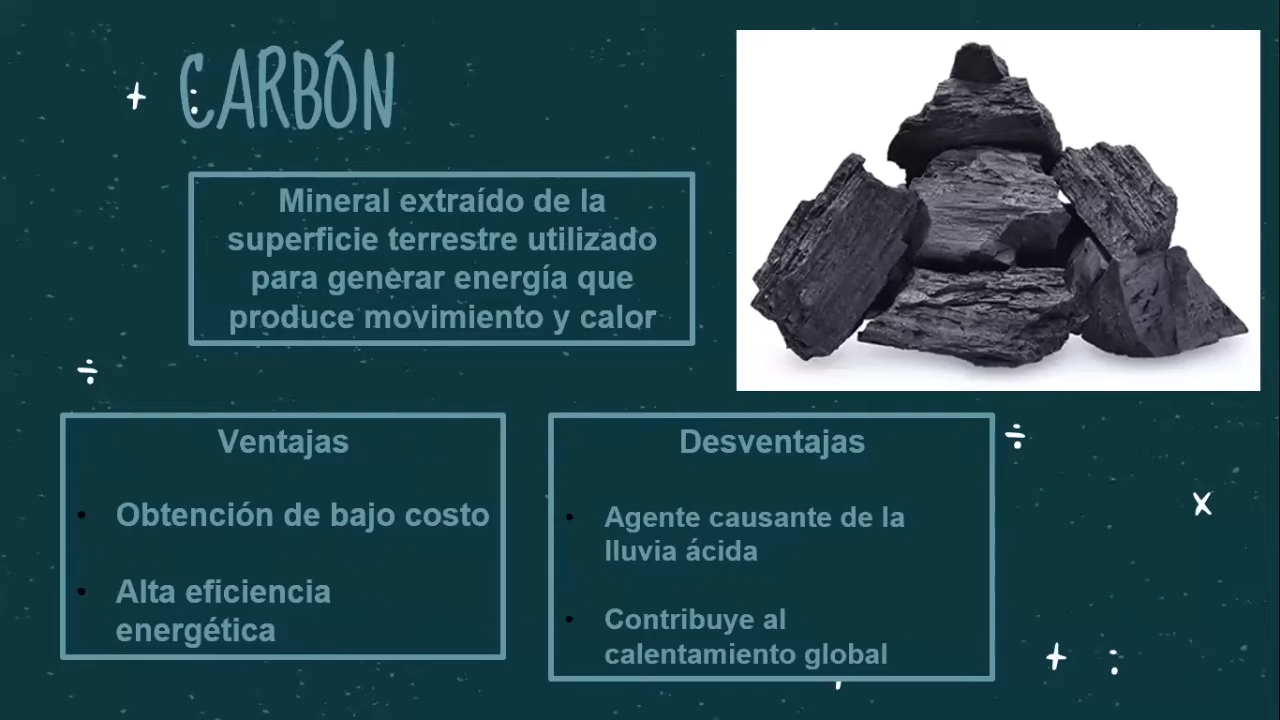 CARBÓN
Mineral extraído de la
superficie terrestre utilizado
para generar energía que
produce movimiento y calor
Ventajas
• Obtención de bajo costo
• Alta eficiencia
energética
Desventajas
• Agente causante de la
lluvia ácida
• Contribuye al
calentamiento global